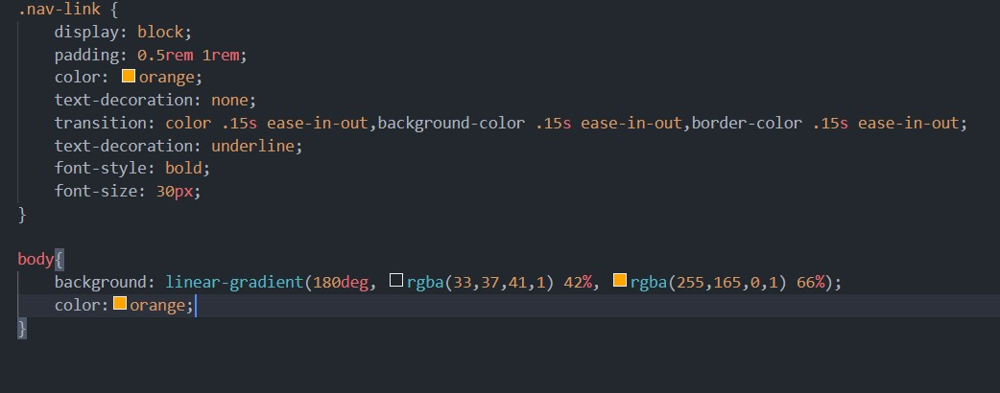 .nav-link {
    display: block;
    padding: 0.5rem 1rem;
    color: orange;
    text-decoration: none;
    transition: color .15s ease-in-out,background-color .15s ease-in-out,border-color .15s ease-in-out;
    text-decoration: underline;
    font-style: bold;
    font-size: 30px;
}
body{
    background: linear-gradient(180deg, rgba(33,37,41,1) 42%, rgba(255,165,0,1) 66%);
    color: orange;
}